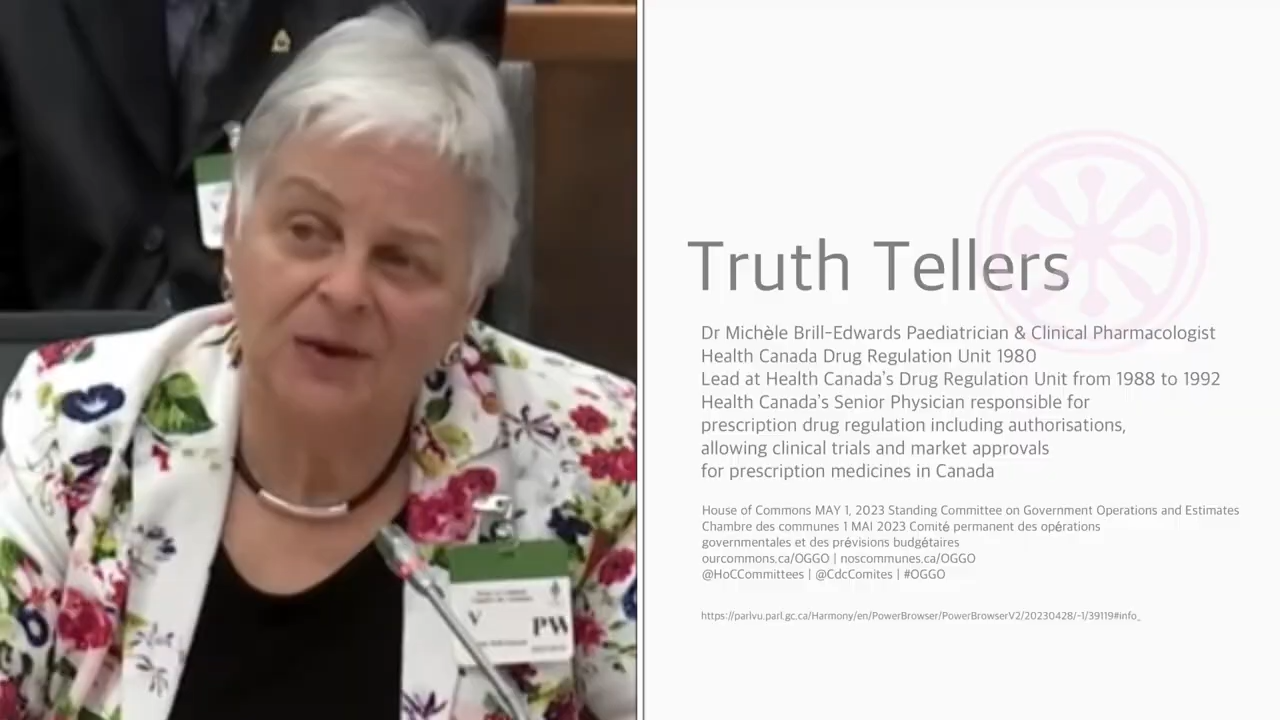 Truth Tellers
Dr Michèle Brill-Edwards Paediatrician & Clinical Pharmacologist
Health Canada Drug Regulation Unit 1980
Lead at Health Canada's Drug Regulation Unit from 1988 to 1992
Health Canada's Senior Physician responsible for
prescription drug regulation including authorisations,
allowing clinical trials and market approvals
for prescription medicines in Canada
House of Commons MAY 1, 2023 Standing Committee on Government Operations and Estimates
Chambre des communes 1 MAI 2023 Comité permanent des opérations
governmentales et des prévisions budgétaires
ourcommons.ca/OGGO | noscommunes.ca/OGGO
@HoCCommittees | @CdcComites | #OGGO
https://parlvu.parl.gc.ca/Harmony/en/PowerBrowser/PowerBrowserV2/20230428/-1/39119#info_
V
PW
V